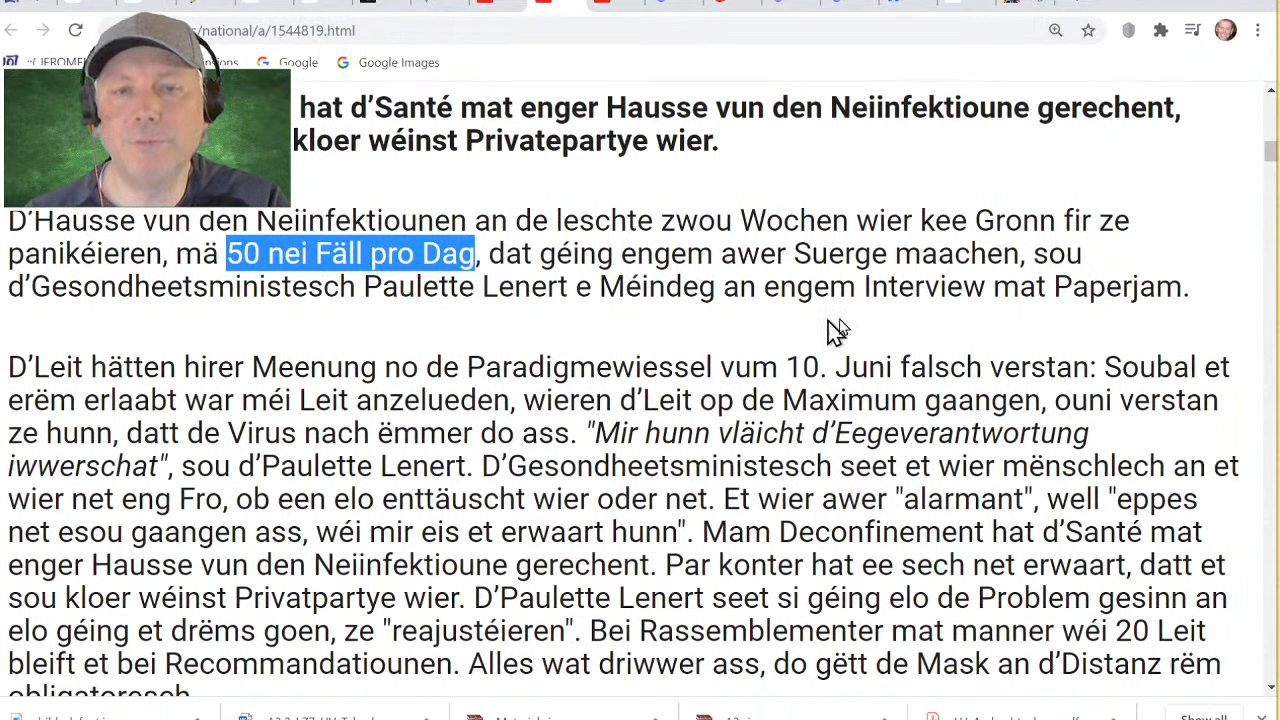 s/national/a/1544819.html
Google
Google Images
hat d’Santé mat enger Hausse vun den Neiinfektioune gerechent,
kloer wéinst Privatepartye wier.
D’Hausse vun den Neiinfektiounen an de leschte zwou Wochen wier kee Gronn fir ze
panikéieren, mä 50 nei Fäll pro Dag, dat géing engem awer Suerge maachen, sou
d’Gesondheetsministesch Paulette Lenert e Méindeg an engem Interview mat Paperjam.
D’Leit hätten hirer Meenung no de Paradigmewiessel vum 10. Juni falsch verstan: Soubal et
erëm erlaabt war méi Leit anzelueden, wieren d’Leit op de Maximum gaangen, ouni verstan
ze hunn, datt de Virus nach ëmmer do ass. "Mir hunn vläicht d’Eegeverantwortung
iwwerschat", sou d’Paulette Lenert. D’Gesondheetsministesch seet et wier mënschlech an et
wier net eng Fro, ob een elo enttäuscht wier oder net. Et wier awer "alarmant", well "eppes
net esou gaangen ass, wéi mir eis et erwaart hunn". Mam Deconfinement hat d’Santé mat
enger Hausse vun den Neiinfektioune gerechent. Par konter hat ee sech net erwaart, datt et
sou kloer wéinst Privatpartye wier. D’Paulette Lenert seet si géing elo de Problem gesinn an
elo géing et drëms goen, ze "reajustéieren". Bei Rassemblementer mat manner wéi 20 Leit
bleift et bei Recommandatiounen. Alles wat driwwer ass, do gëtt de Mask an d’Distanz rëm
obligatoresch.
Show all